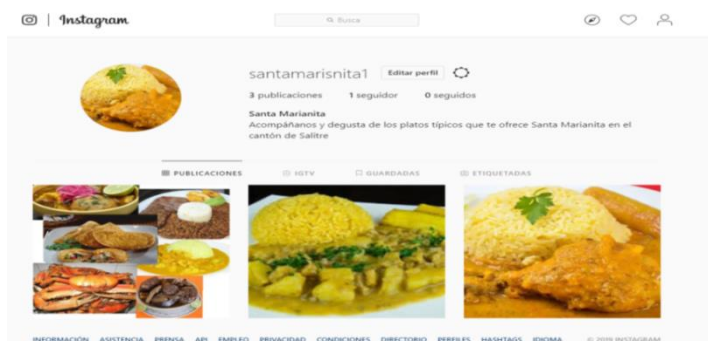 Instagram
Busca
santamarisnita1 Editar perfil
3 publicaciones 1 seguidor 0 seguidos
Santa Marianita
Acompáñanos y degusta de los platos típicos que te ofrece Santa Marianita en el
cantón de Salitre
PUBLICACIONES IGTV GUARDADAS ETIQUETADAS
INFORMACIÓN ASISTENCIA PRENSA API EMPLEO PRIVACIDAD CONDICIONES DIRECTORIO PERFILES HASHTAGS IDIOMA © 2019 INSTAGRAM